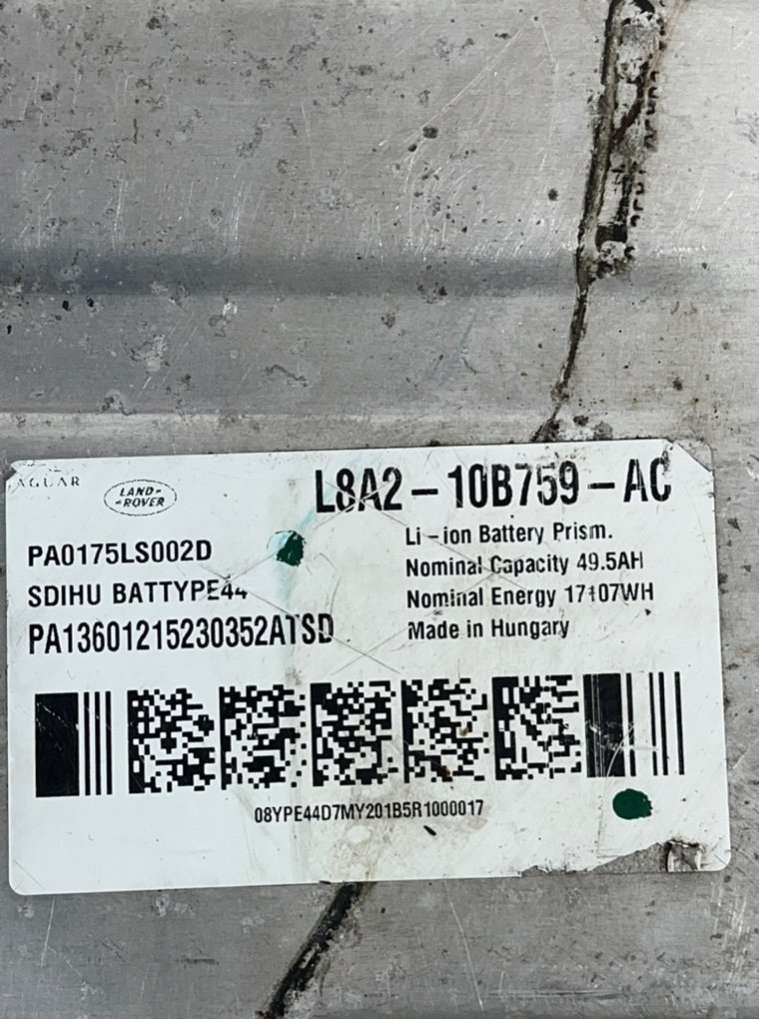 AGUAR
LAND-
-ROVER
L8A2-10B759-AC
PA0175LS002D
SDIHU BATTYPE44
PA13601215230352ATSD
Li-ion Battery Prism.
Nominal Capacity 49.5AH
Nominal Energy 17107WH
Made in Hungary
08YPE44D7MY201B5R1000017